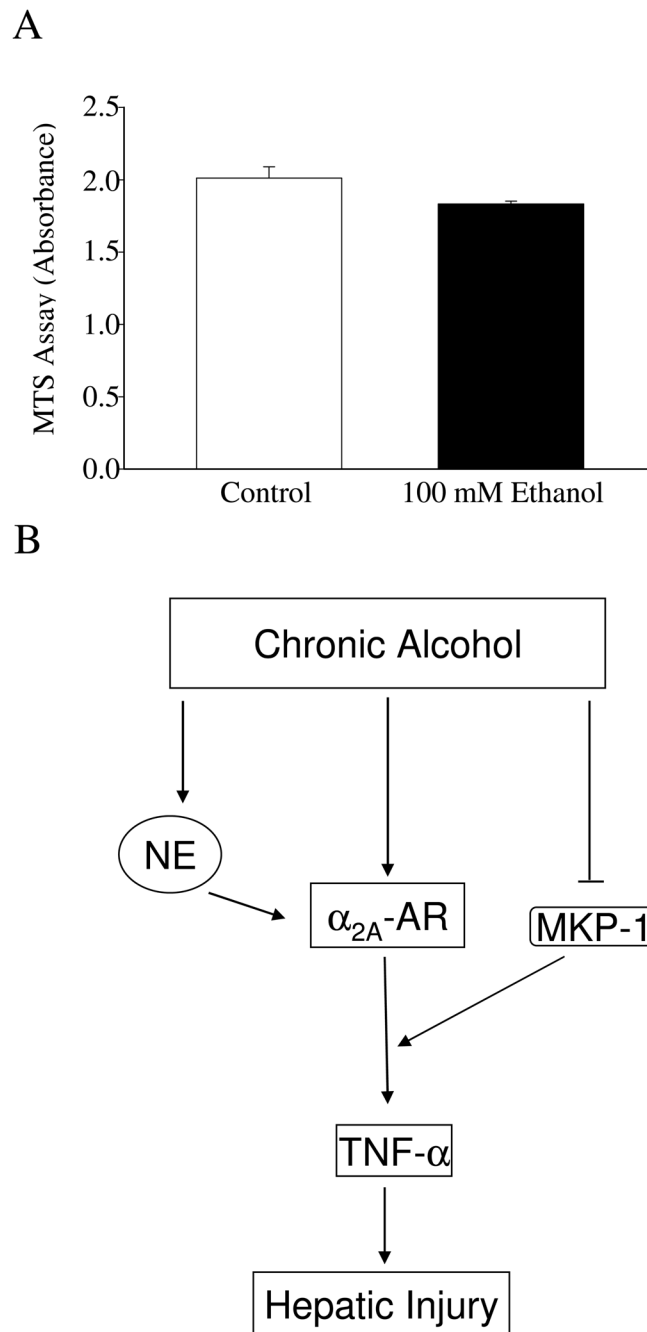 A
MTS Assay (Absorbance)
2.5
2.0
1.5
1.0
0.5
0.0
Control
100 mM Ethanol
B
Chronic Alcohol
NE
α2A-AR
MKP-1
TNF-α
Hepatic Injury